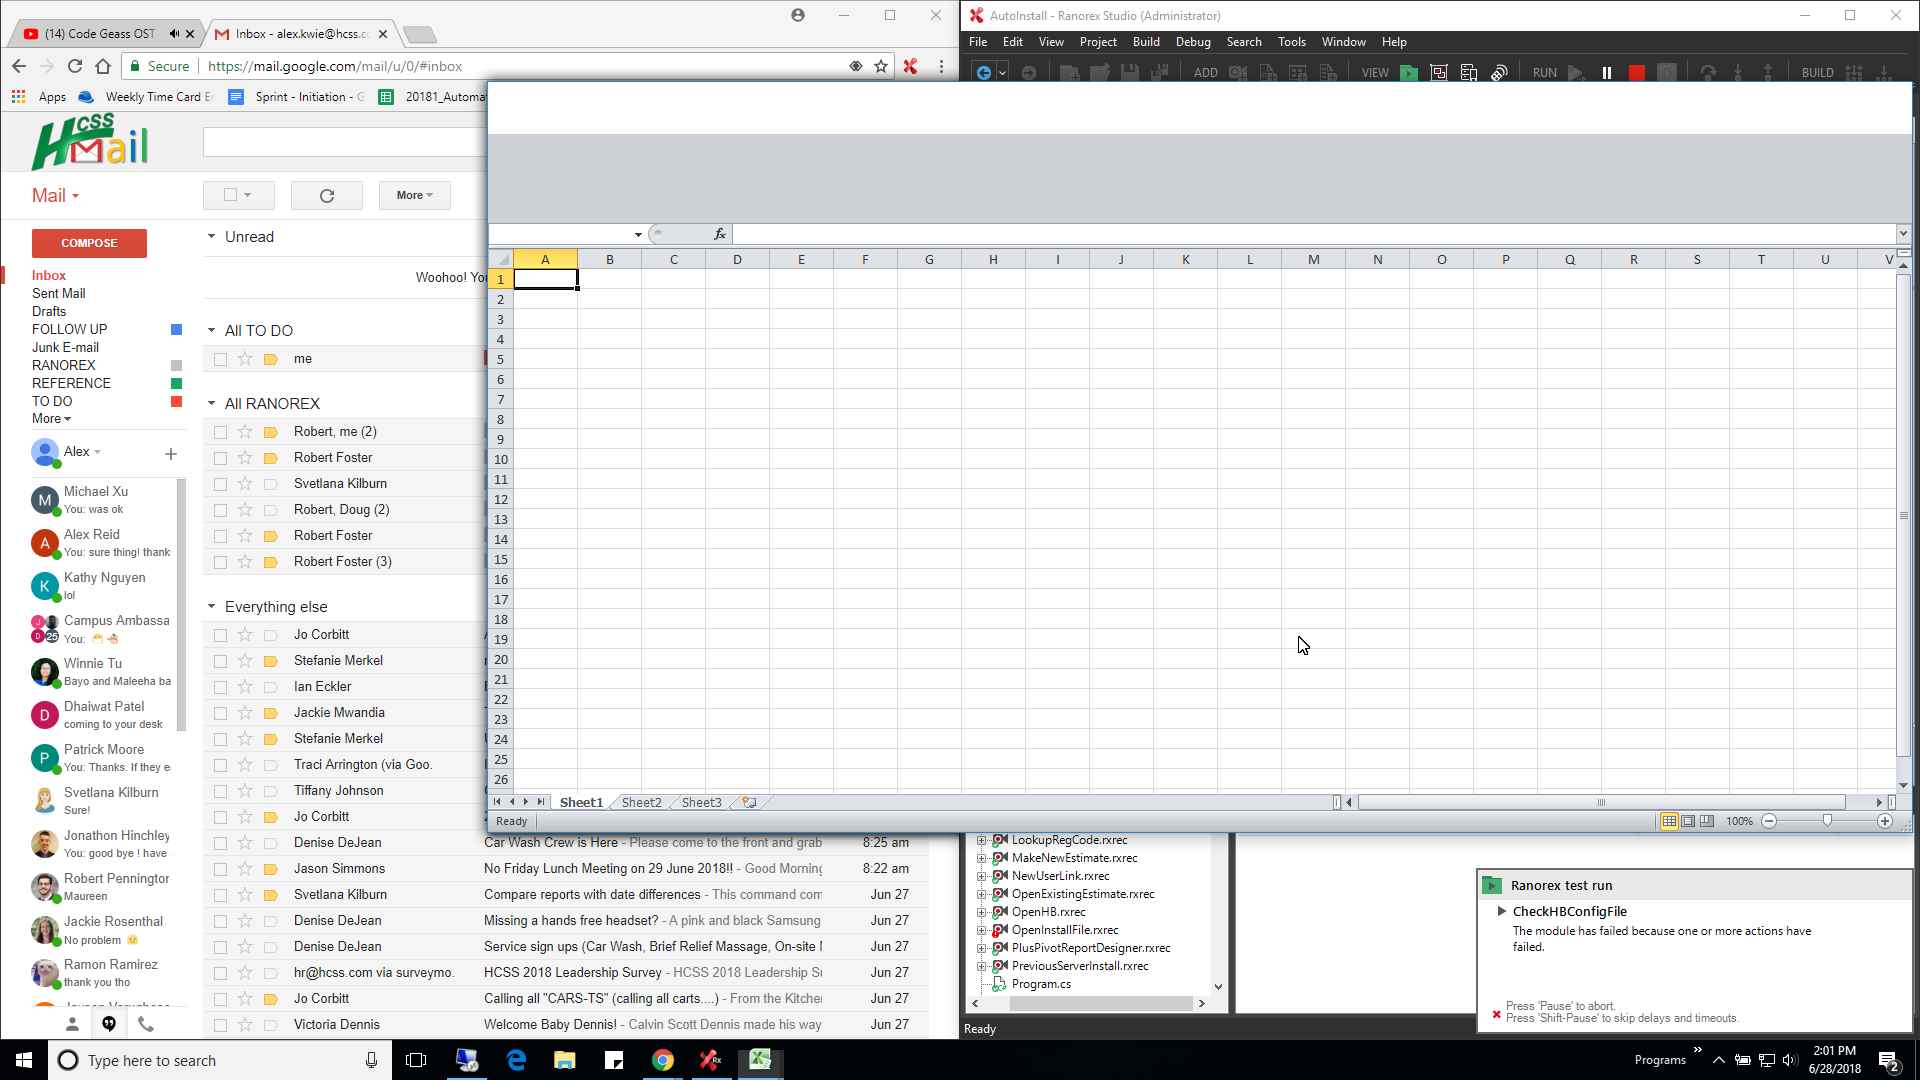 (14) Code Geass OST
Inbox - alex.kwie@hcss.c
Secure
https://mail.google.com/mail/u/0/#inbox
Apps
Weekly Time Card E
Sprint - Initiation - G
20181_Automa
HCSS Mail
Mail
More
COMPOSE
Inbox
Sent Mail
Drafts
FOLLOW UP
Junk E-mail
RANOREX
REFERENCE
TO DO
More
Alex
Michael Xu
You: was ok
Alex Reid
You: sure thing! thank
Kathy Nguyen
lol
Campus Ambassa
You:
Winnie Tu
Bayo and Maleeha ba
Dhaiwat Patel
coming to your desk
Patrick Moore
You: Thanks. If they e
Svetlana Kilburn
Sure!
Jonathon Hinchley
You: good bye ! have
Robert Pennington
Maureen
Jackie Rosenthal
No problem
Ramon Ramirez
thank you tho
Unread
Woohoo! You
All TO DO
me
All RANOREX
Robert, me (2)
Robert Foster
Svetlana Kilburn
Robert, Doug (2)
Robert Foster
Robert Foster (3)
Everything else
Jo Corbitt
Stefanie Merkel
Ian Eckler
Jackie Mwandia
Stefanie Merkel
Traci Arrington (via Goo.
Tiffany Johnson
Jo Corbitt
Denise DeJean Car Wash Crew is Here - Please come to the front and grab 8:25 am
Jason Simmons No Friday Lunch Meeting on 29 June 2018!! - Good Morning 8:22 am
Svetlana Kilburn Compare reports with date differences - This command com Jun 27
Denise DeJean Missing a hands free headset? - A pink and black Samsung Jun 27
Denise DeJean Service sign ups (Car Wash, Brief Relief Massage, On-site M Jun 27
hr@hcss.com via surveymo. HCSS 2018 Leadership Survey - HCSS 2018 Leadership Su Jun 27
Jo Corbitt Calling all "CARS-TS" (calling all carts....) - From the Kitchen Jun 27
Victoria Dennis Welcome Baby Dennis! - Calvin Scott Dennis made his way Jun 27
AutoInstall - Ranorex Studio (Administrator)
File Edit View Project Build Debug Search Tools Window Help
ADD VIEW RUN BUILD
fx
A B C D E F G H I J K L M N O P Q R S T U V
1
2
3
4
5
6
7
8
9
10
11
12
13
14
15
16
17
18
19
20
21
22
23
24
25
26
Sheet1 Sheet2 Sheet3
Ready
100%
LookupRegCode.rxrec
MakeNewEstimate.rxrec
NewUserLink.rxrec
OpenExistingEstimate.rxrec
OpenHB.rxrec
OpenInstallFile.rxrec
PlusPivotReportDesigner.rxrec
PreviousServerInstall.rxrec
Program.cs
Ready
Ranorex test run
CheckHBConfigFile
The module has failed because one or more actions have
failed.
Press 'Pause' to abort.
Press 'Shift-Pause' to skip delays and timeouts.
Type here to search
Programs
2:01 PM
6/28/2018
2